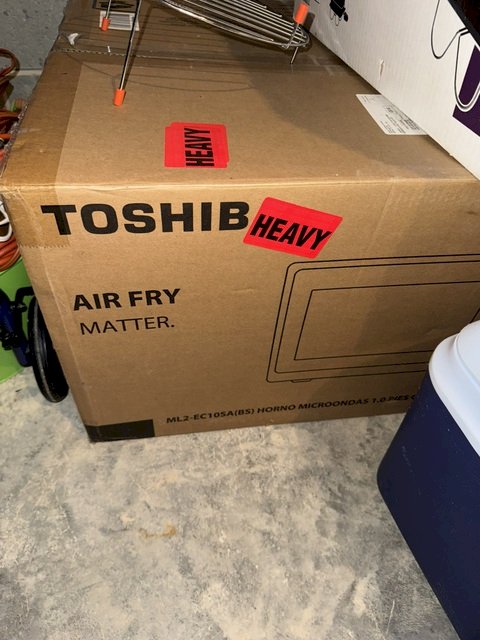 HEAVY
TOSHIB
HEAVY
AIR FRY
MATTER.
ML2-EC10SA(BS) HORNO MICROONDAS 1,0 PIES